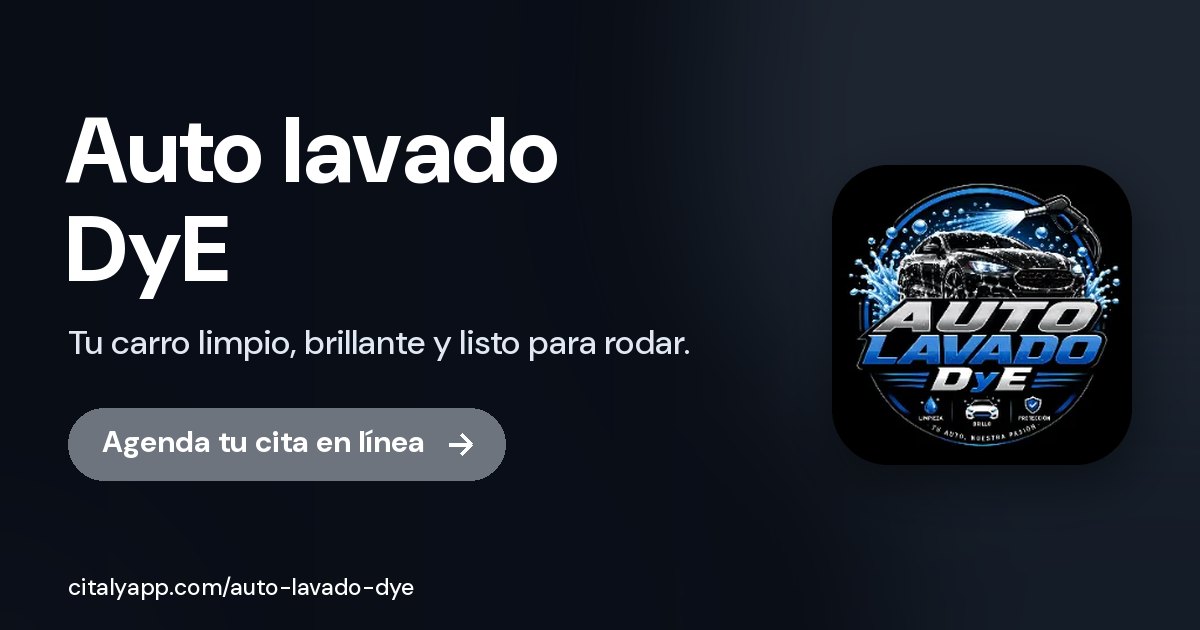 Auto lavado
DyE
Tu carro limpio, brillante y listo para rodar.
Agenda tu cita en línea →
citalyapp.com/auto-lavado-dye
AUTO
LAVADO
DyE
LIMPIEZA
BRILLO
PROTECCIÓN
TU AUTO, NUESTRA PASIÓN